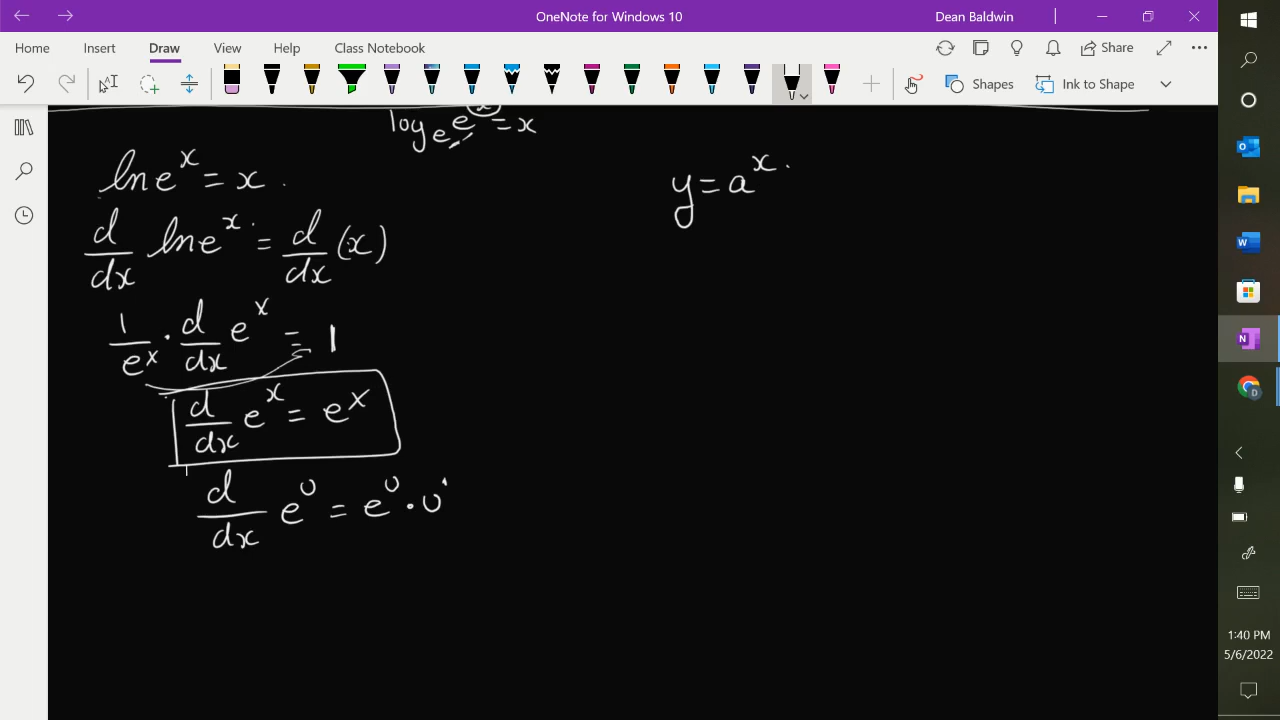 OneNote for Windows 10
Dean Baldwin
Home Insert Draw View Help Class Notebook
Share
Shapes
Ink to Shape
log_e e^x = x
ln e^x = x
d/dx ln e^x = d/dx (x)
1/e^x · d/dx e^x = 1
d/dx e^x = e^x
d/dx e^u = e^u · u'
y = a^x
1:40 PM
5/6/2022